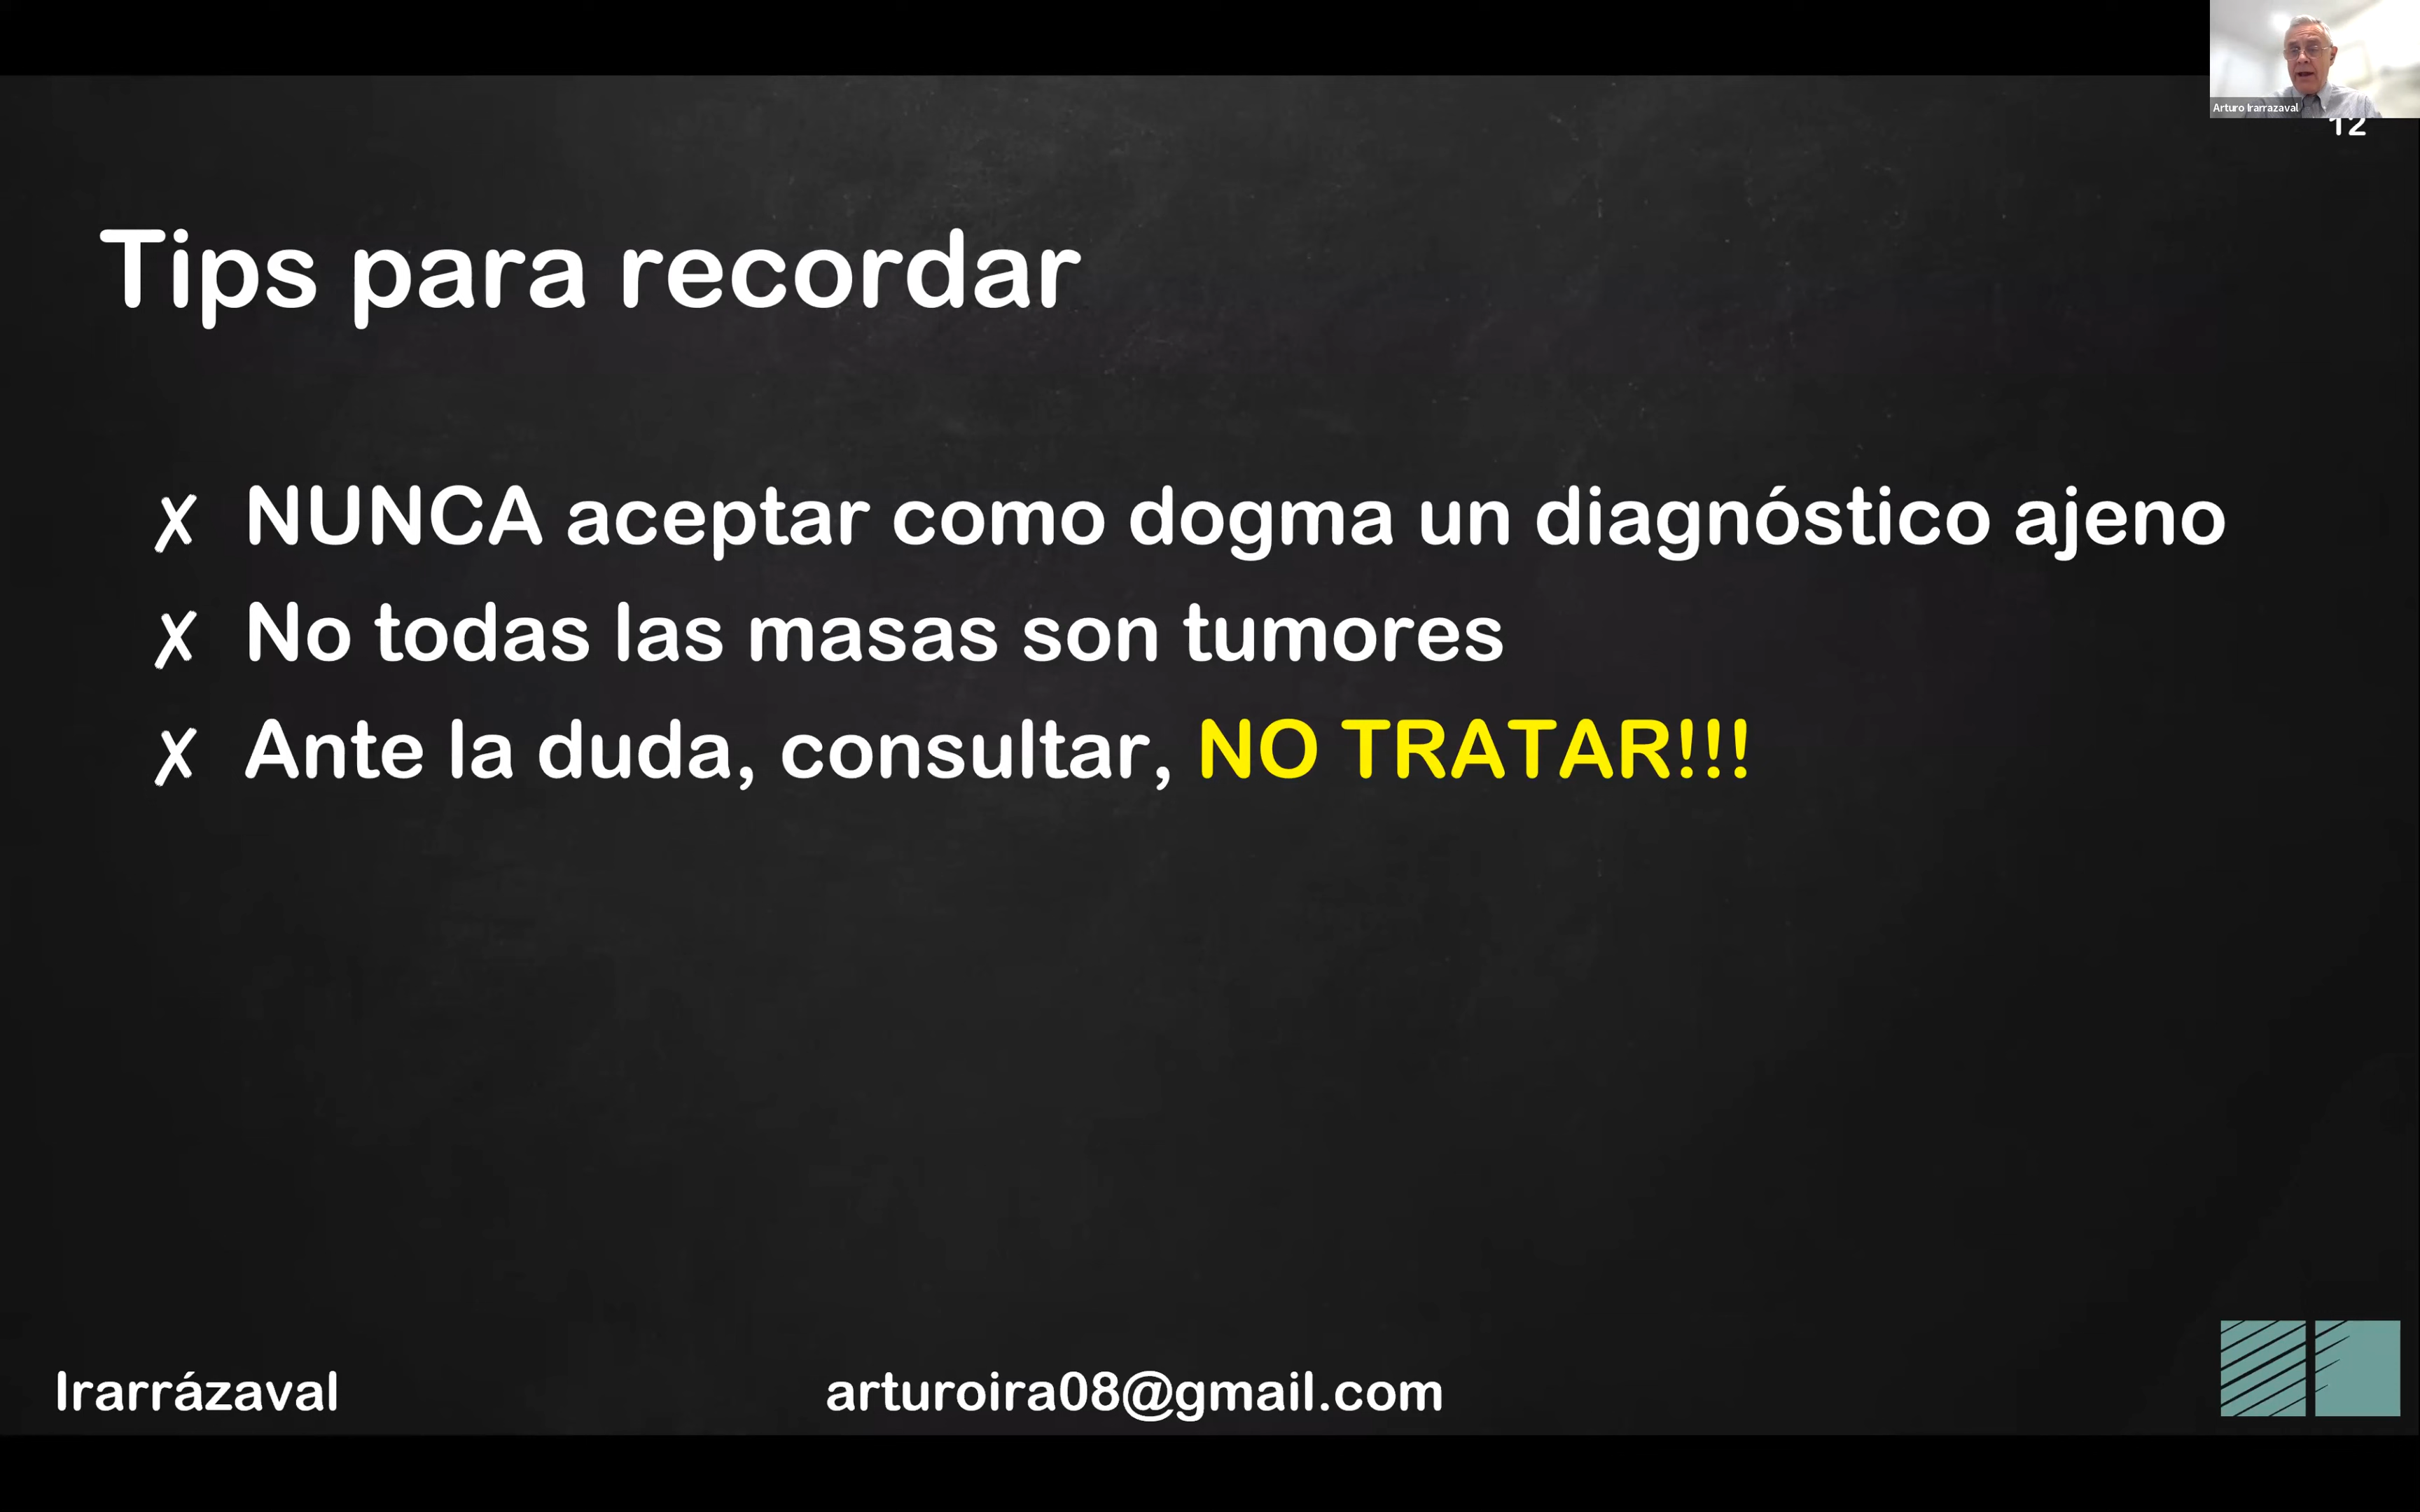 Arturo Irarrazaval
12
Tips para recordar
✗ NUNCA aceptar como dogma un diagnóstico ajeno
✗ No todas las masas son tumores
✗ Ante la duda, consultar, NO TRATAR!!!
Irarrázaval
arturoira08@gmail.com